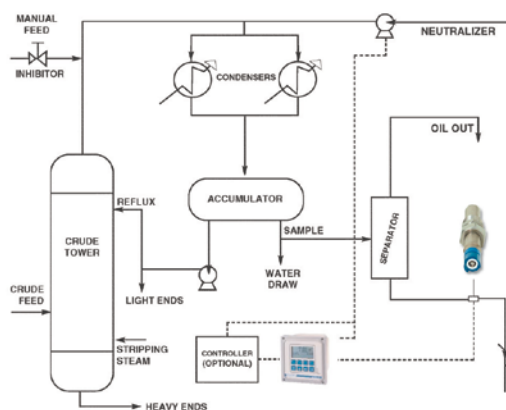 MANUAL
FEED
INHIBITOR
NEUTRALIZER
CONDENSERS
OIL OUT
ACCUMULATOR
REFLUX
SAMPLE
SEPARATOR
CRUDE
TOWER
WATER
DRAW
LIGHT ENDS
CRUDE
FEED
STRIPPING
STEAM
CONTROLLER
(OPTIONAL)
HEAVY ENDS